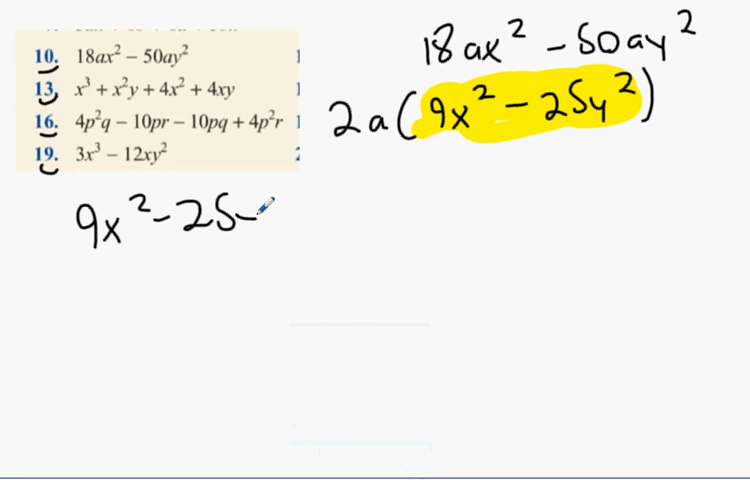 10. 18ax² − 50ay²
13. x³ + x²y + 4x² + 4xy
16. 4p²q − 10pr − 10pq + 4p²r
19. 3x³ − 12xy²
18ax² − 50ay²
2a(9x² − 25y²)
9x² − 25